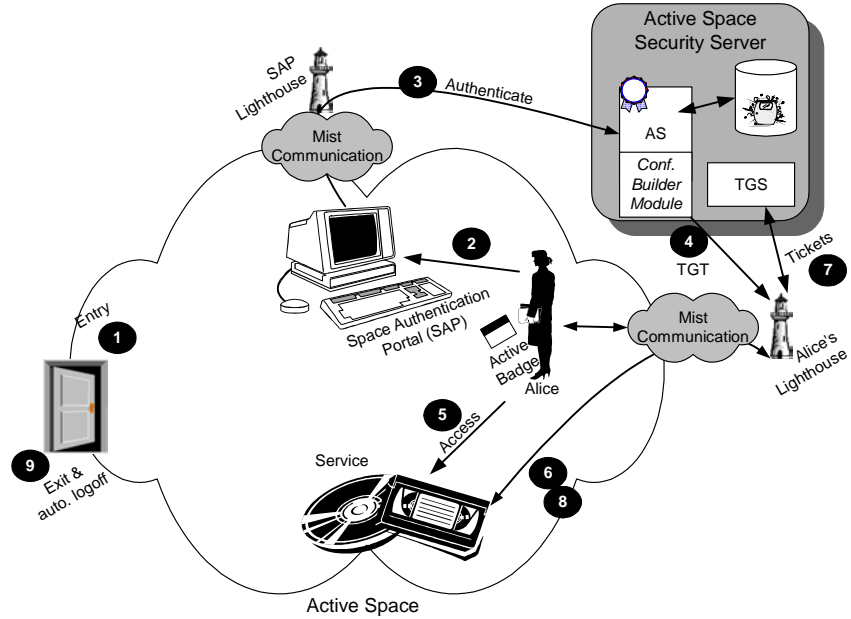 Active Space
Security Server
SAP
Lighthouse
3
Authenticate
Mist
Communication
AS
Conf.
Builder
Module
TGS
2
4
TGT
Tickets
7
Entry
1
Space Authentication
Portal (SAP)
Active
Badge
Alice
Mist
Communication
Alice's
Lighthouse
5
Access
9
Exit &
auto. logoff
Service
6
8
Active Space